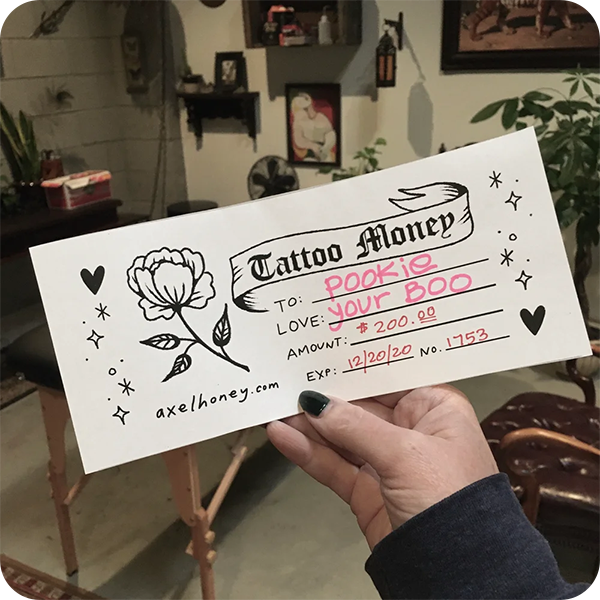 Tattoo Money
TO: Pookie
LOVE: your BOO
AMOUNT: $ 200.00
EXP: 12/20/20 NO. 1753
axelhoney.com